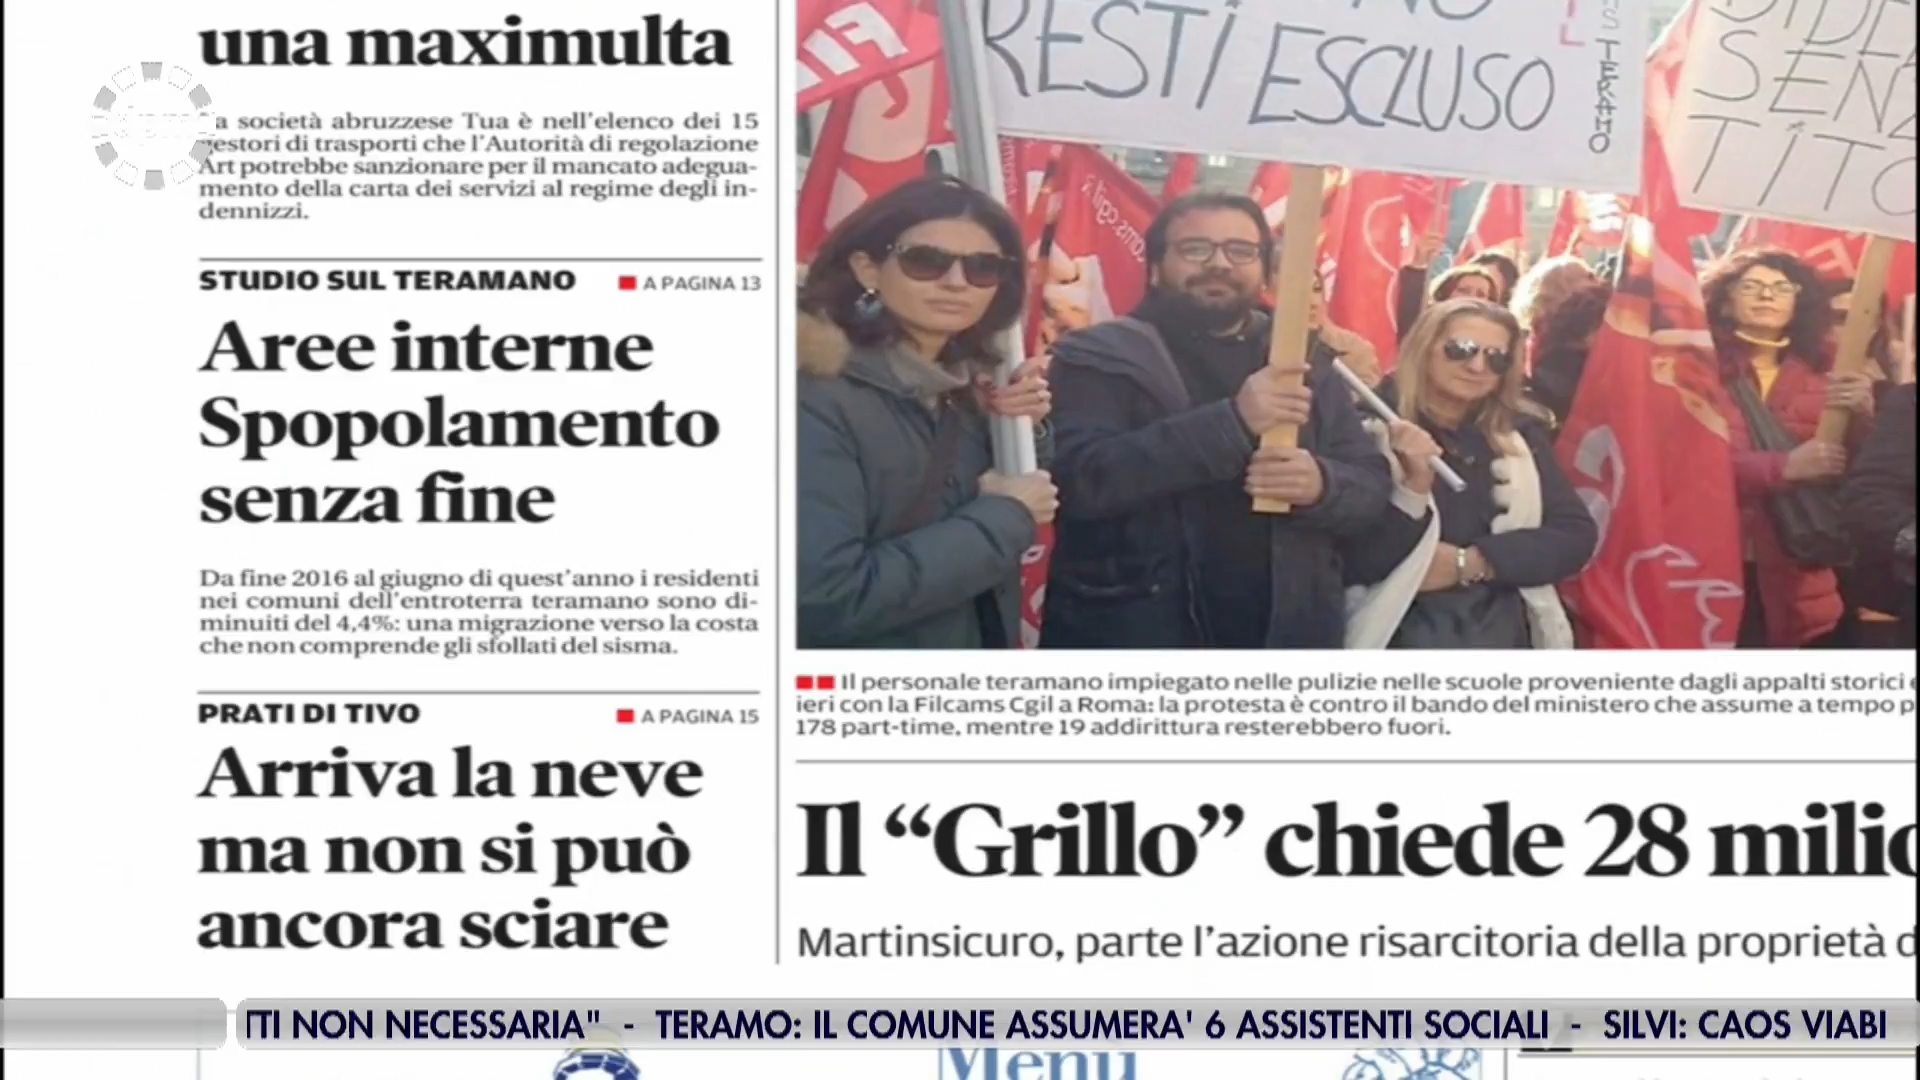 una maximulta
a società abruzzese Tua è nell'elenco dei 15
gestori di trasporti che l'Autorità di regolazione
Art potrebbe sanzionare per il mancato adegua-
mento della carta dei servizi al regime degli in-
dennizzi.
STUDIO SUL TERAMANO
A PAGINA 13
Aree interne
Spopolamento
senza fine
Da fine 2016 al giugno di quest'anno i residenti
nei comuni dell'entroterra teramano sono di-
minuiti del 4,4%: una migrazione verso la costa
che non comprende gli sfollati del sisma.
PRATI DI TIVO
A PAGINA 15
Arriva la neve
ma non si può
ancora sciare
RESTI ESCLUSO
TERAMO
SENZ
TITO
Il personale teramano impiegato nelle pulizie nelle scuole proveniente dagli appalti storici
ieri con la Filcams Cgil a Roma: la protesta è contro il bando del ministero che assume a tempo p
178 part-time, mentre 19 addirittura resterebbero fuori.
Il “Grillo” chiede 28 milio
Martinsicuro, parte l'azione risarcitoria della proprietà d
ITI NON NECESSARIA" - TERAMO: IL COMUNE ASSUMERA' 6 ASSISTENTI SOCIALI - SILVI: CAOS VIABI
Menù